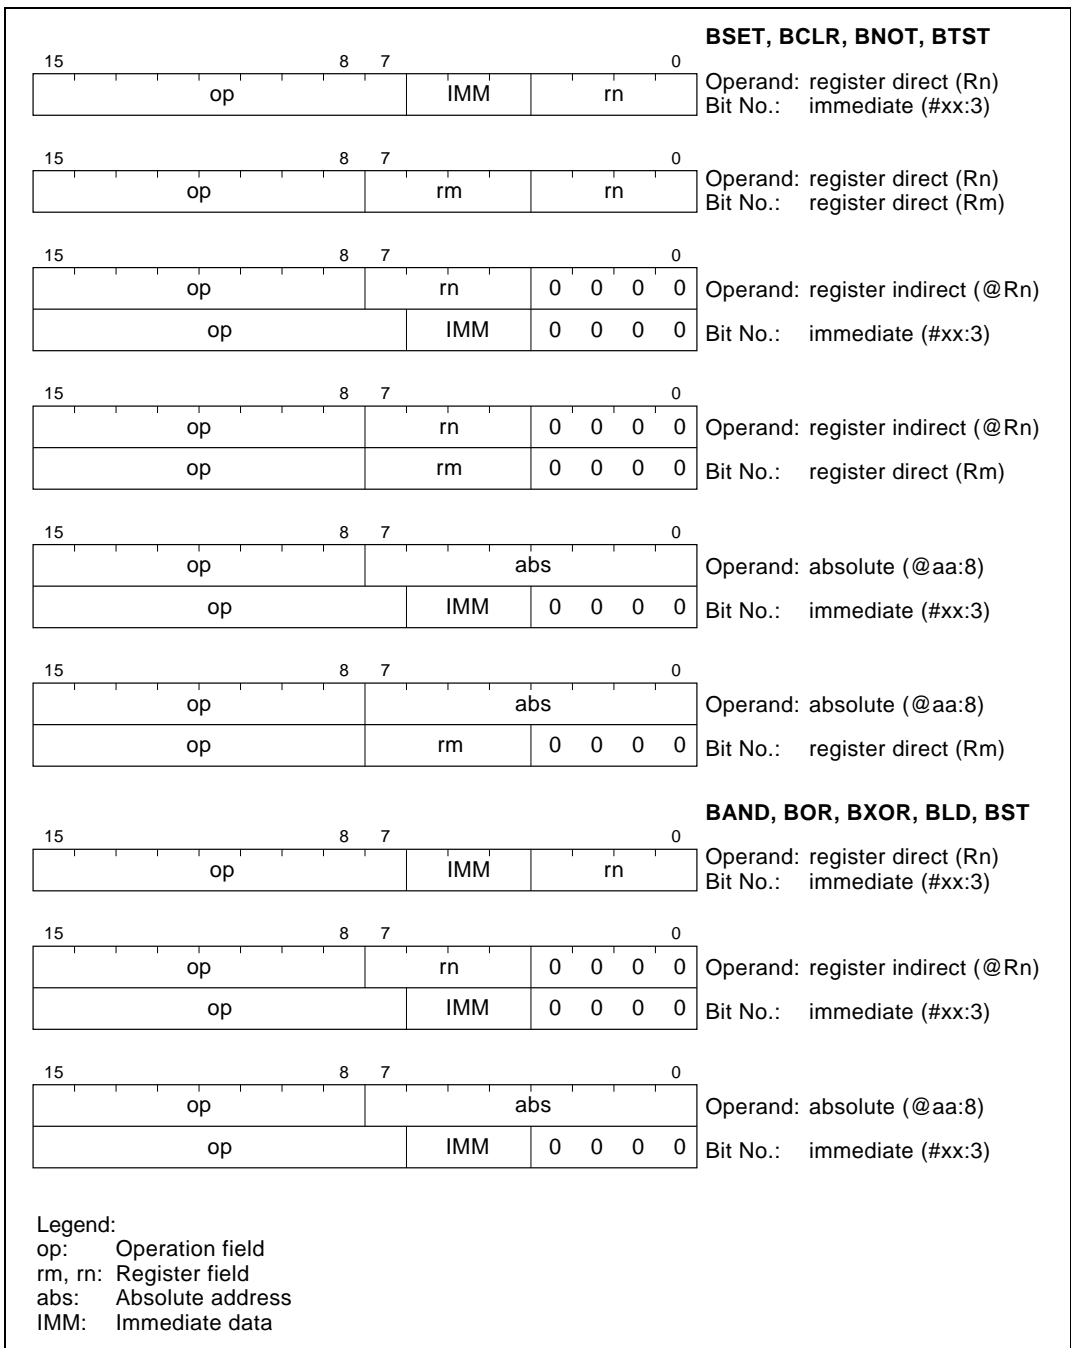 BSET, BCLR, BNOT, BTST
15 8 7 0
op IMM rn Operand: register direct (Rn)
Bit No.: immediate (#xx:3)
15 8 7 0
op rm rn Operand: register direct (Rn)
Bit No.: register direct (Rm)
15 8 7 0
op rn 0 0 0 0 Operand: register indirect (@Rn)
op IMM 0 0 0 0 Bit No.: immediate (#xx:3)
15 8 7 0
op rn 0 0 0 0 Operand: register indirect (@Rn)
op rm 0 0 0 0 Bit No.: register direct (Rm)
15 8 7 0
op abs Operand: absolute (@aa:8)
op IMM 0 0 0 0 Bit No.: immediate (#xx:3)
15 8 7 0
op abs Operand: absolute (@aa:8)
op rm 0 0 0 0 Bit No.: register direct (Rm)
BAND, BOR, BXOR, BLD, BST
15 8 7 0
op IMM rn Operand: register direct (Rn)
Bit No.: immediate (#xx:3)
15 8 7 0
op rn 0 0 0 0 Operand: register indirect (@Rn)
op IMM 0 0 0 0 Bit No.: immediate (#xx:3)
15 8 7 0
op abs Operand: absolute (@aa:8)
op IMM 0 0 0 0 Bit No.: immediate (#xx:3)
Legend:
op: Operation field
rm, rn: Register field
abs: Absolute address
IMM: Immediate data